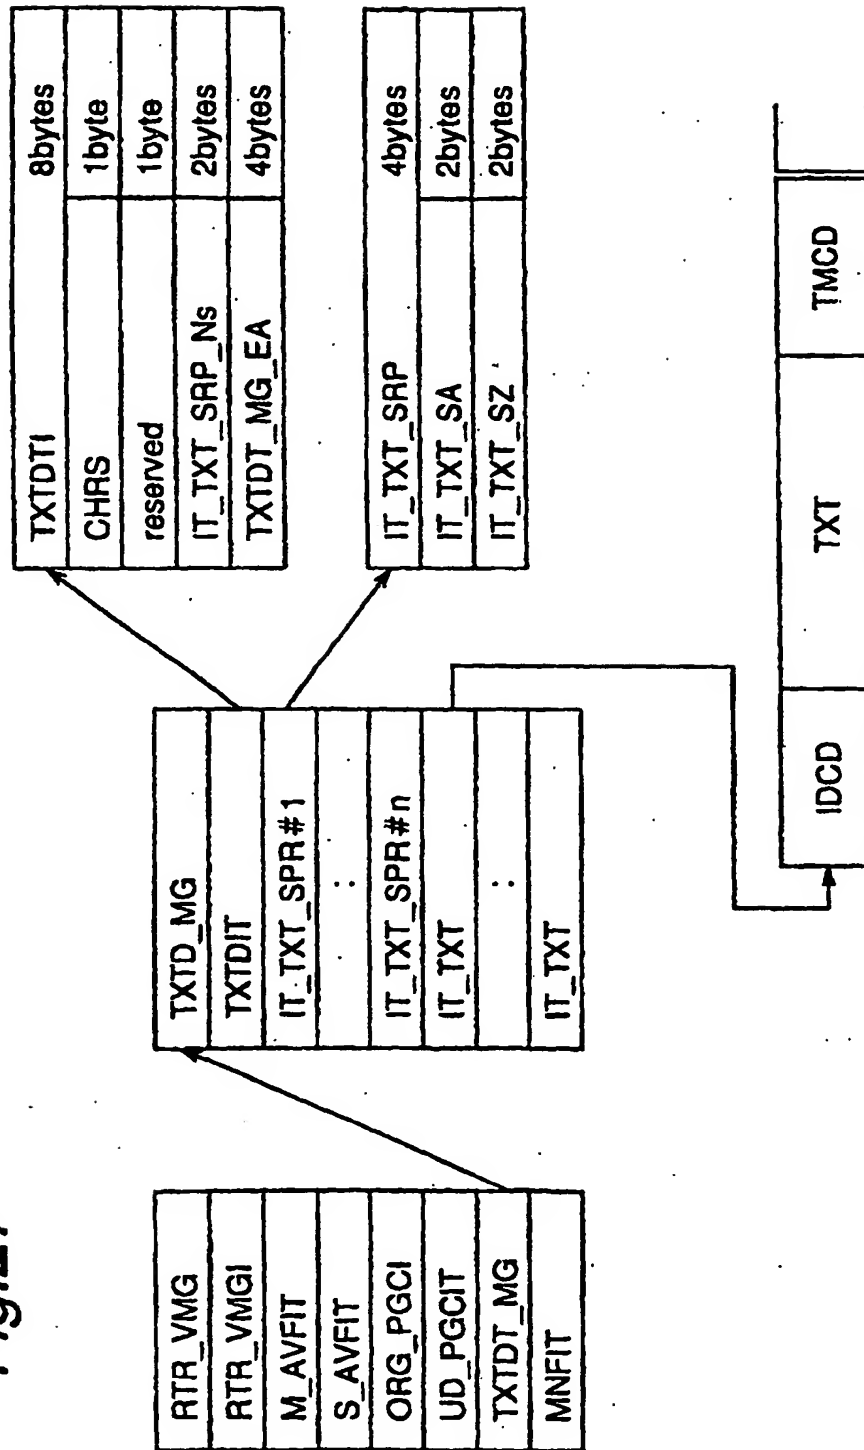 RTR_VMG
RTR_VMGI
M_AVFIT
S_AVFIT
ORG_PGCI
UD_PGCIT
TXTDT_MG
MNFIT
TXTD_MG
TXTDIT
IT_TXT_SPR#1
:
IT_TXT_SPR#n
IT_TXT
:
IT_TXT
TXTDTI 8bytes
CHRS 1byte
reserved 1byte
IT_TXT_SRP_Ns 2bytes
TXTDT_MG_EA 4bytes
IT_TXT_SRP 4bytes
IT_TXT_SA 2bytes
IT_TXT_SZ 2bytes
IDCD TXT TMCD